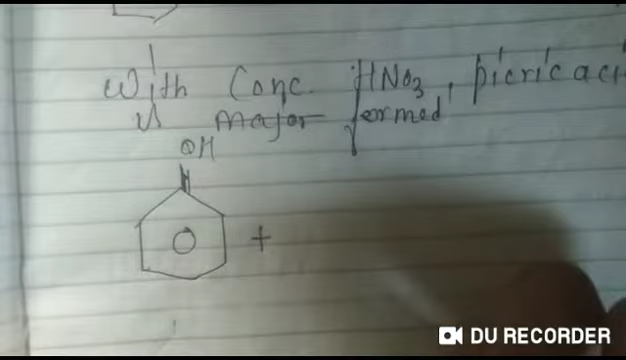 With Conc. HNO3, picric aci
is major formed
OH
+
DU RECORDER